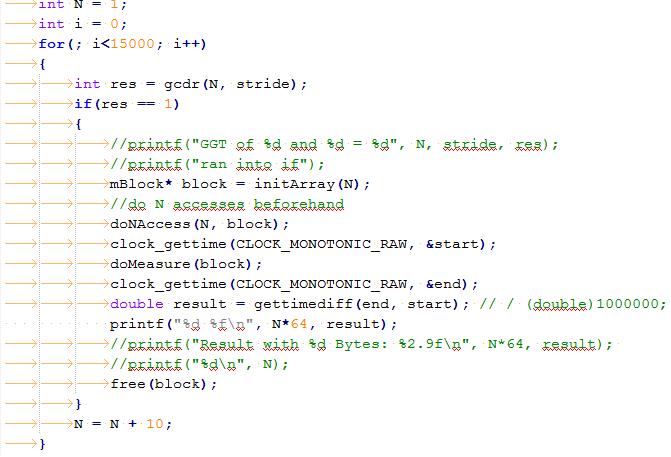 int N = 1;
int i = 0;
for(; i<15000; i++)
{
int res = gcdr(N, stride);
if(res == 1)
{
//printf("GGT of %d and %d = %d", N, stride, res);
//printf("ran into if");
mBlock* block = initArray(N);
//do N accesses beforehand
doNAccess(N, block);
clock_gettime(CLOCK_MONOTONIC_RAW, &start);
doMeasure(block);
clock_gettime(CLOCK_MONOTONIC_RAW, &end);
double result = gettimediff(end, start); // / (double)1000000;
printf("%d %f\n", N*64, result);
//printf("Result with %d Bytes: %2.9f\n", N*64, result);
//printf("%d\n", N);
free(block);
}
N = N + 10;
}